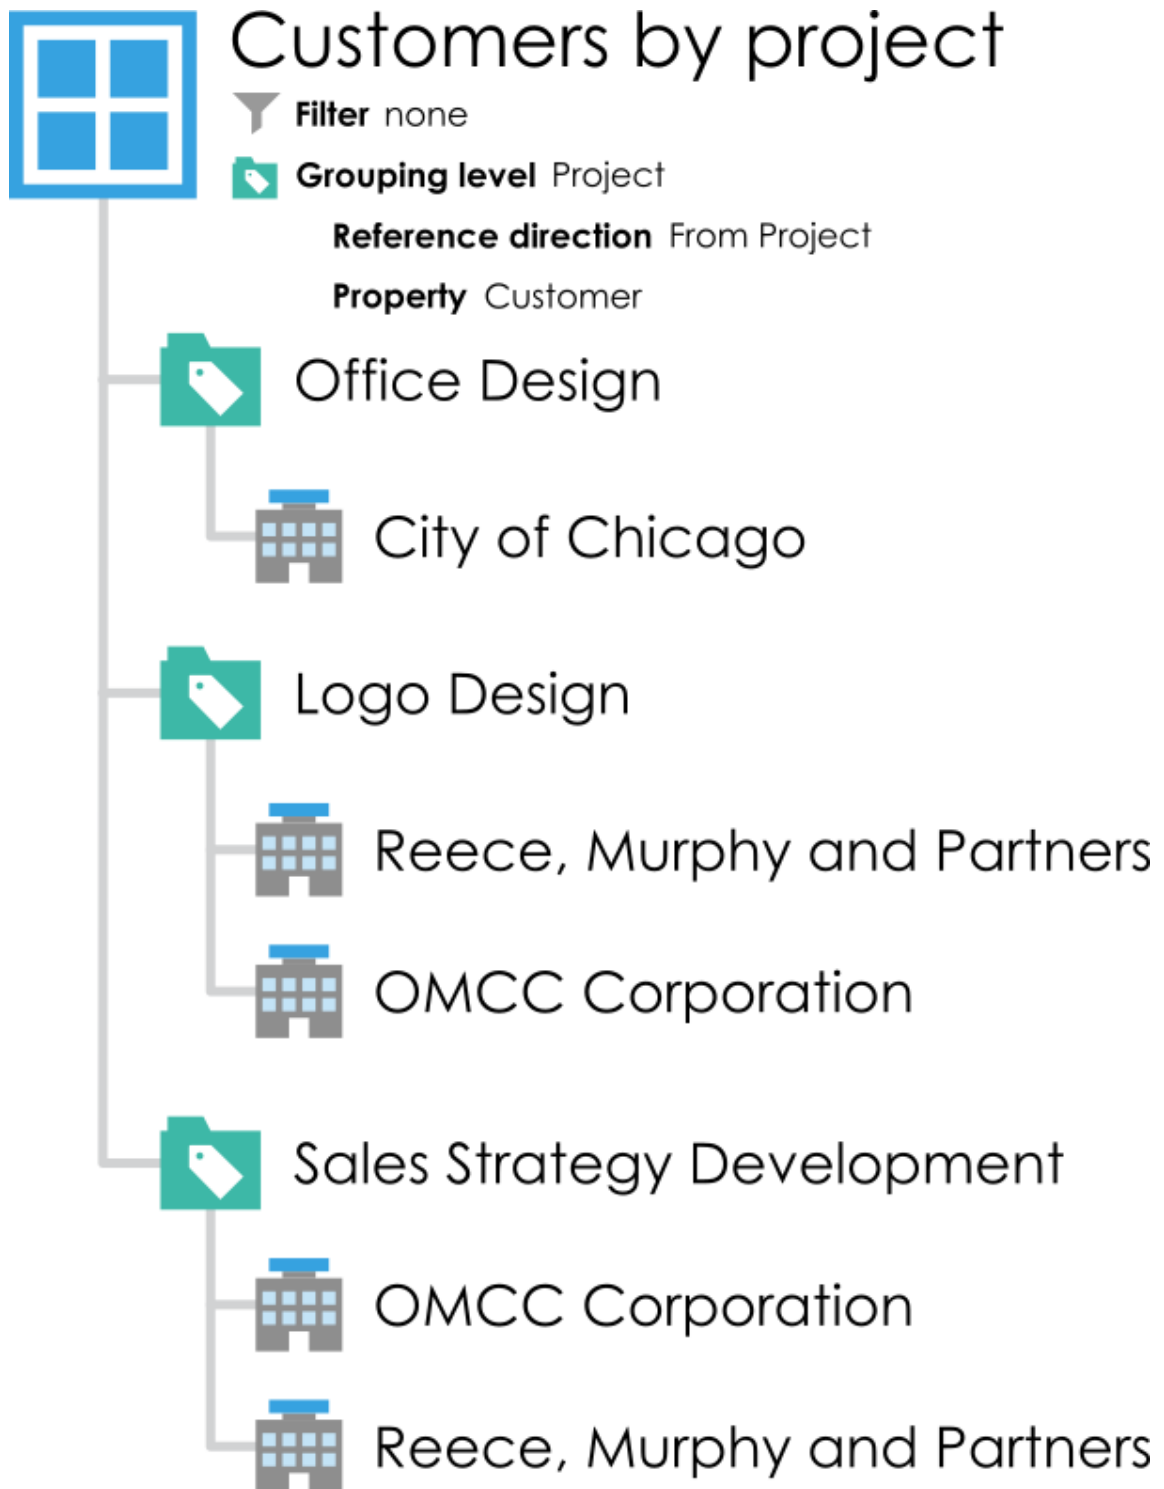 Customers by project
Filter none
Grouping level Project
Reference direction From Project
Property Customer
Office Design
City of Chicago
Logo Design
Reece, Murphy and Partners
OMCC Corporation
Sales Strategy Development
OMCC Corporation
Reece, Murphy and Partners